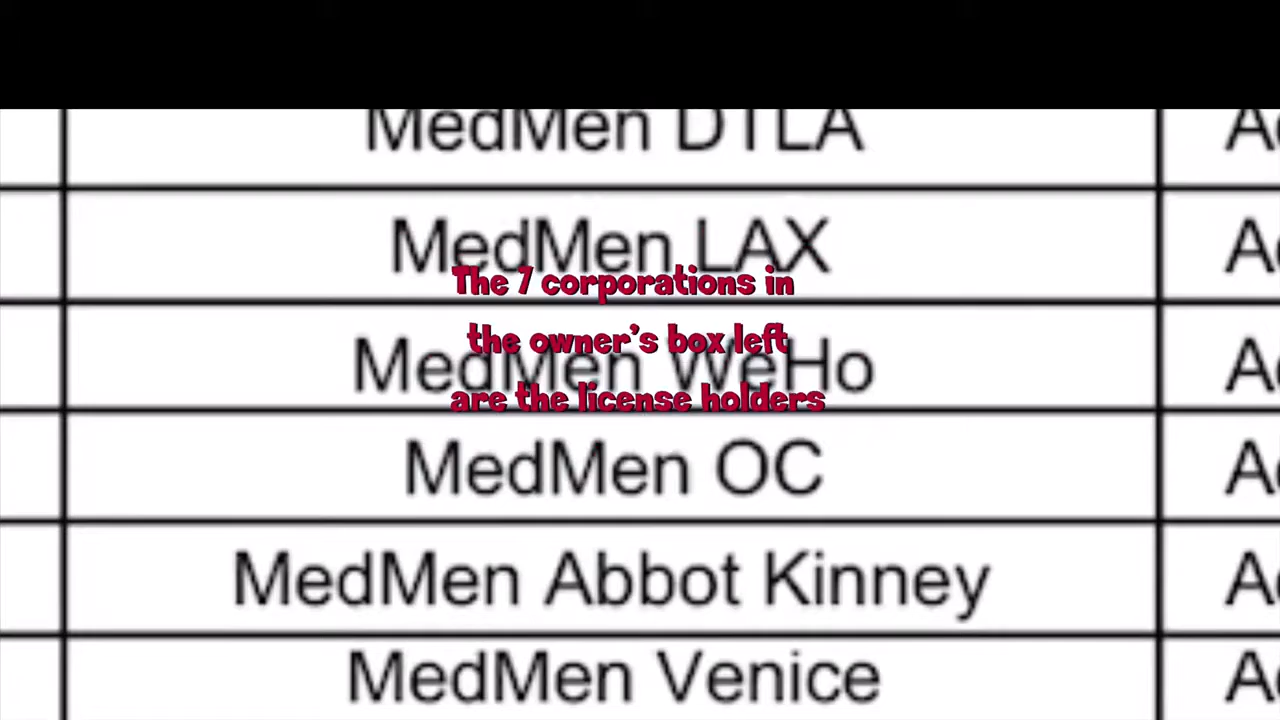 MedMen DTLA
MedMen LAX
The 7 corporations in
the owner's box left
MedMen WeHo
are the license holders
MedMen OC
MedMen Abbot Kinney
MedMen Venice